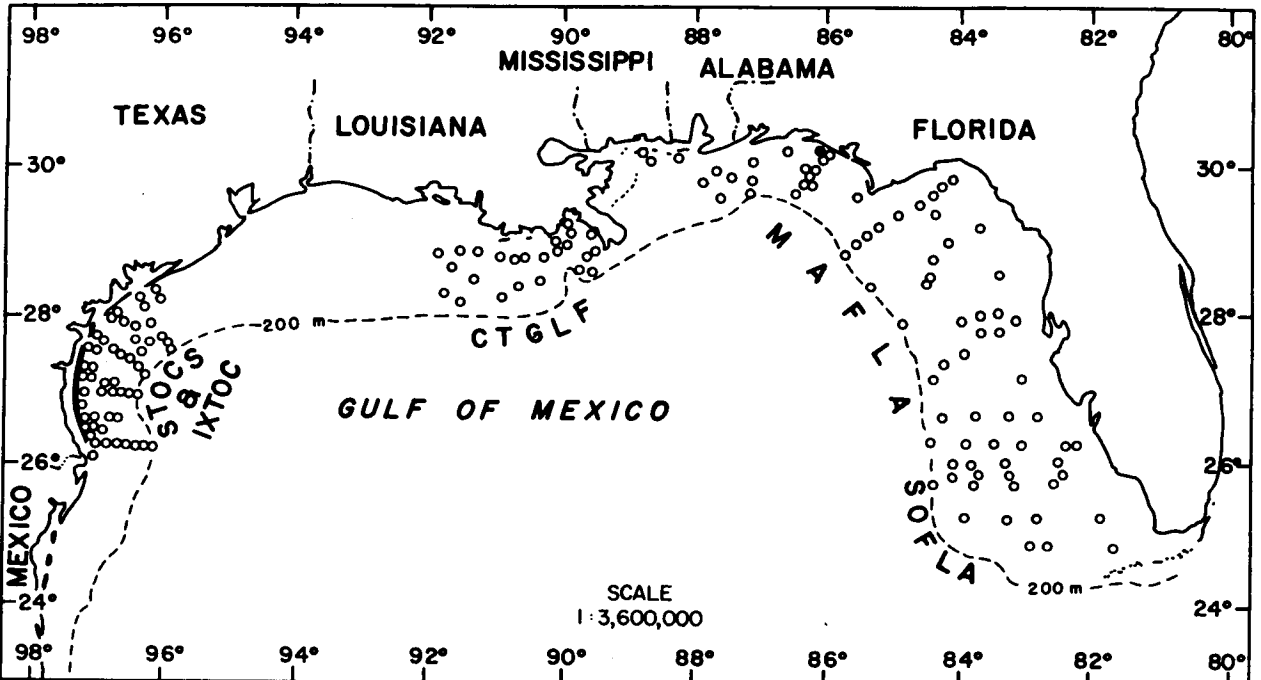 98° 96° 94° 92° 90° 88° 86° 84° 82° 80°
MISSISSIPPI ALABAMA
TEXAS LOUISIANA FLORIDA
30° 30°
MAFLA
28° 28°
200 m
CTGLF
STOCS
&
IXTOC
GULF OF MEXICO
26° 26°
SOFLA
MEXICO
200 m
24° 24°
SCALE
1:3,600,000
98° 96° 94° 92° 90° 88° 86° 84° 82° 80°